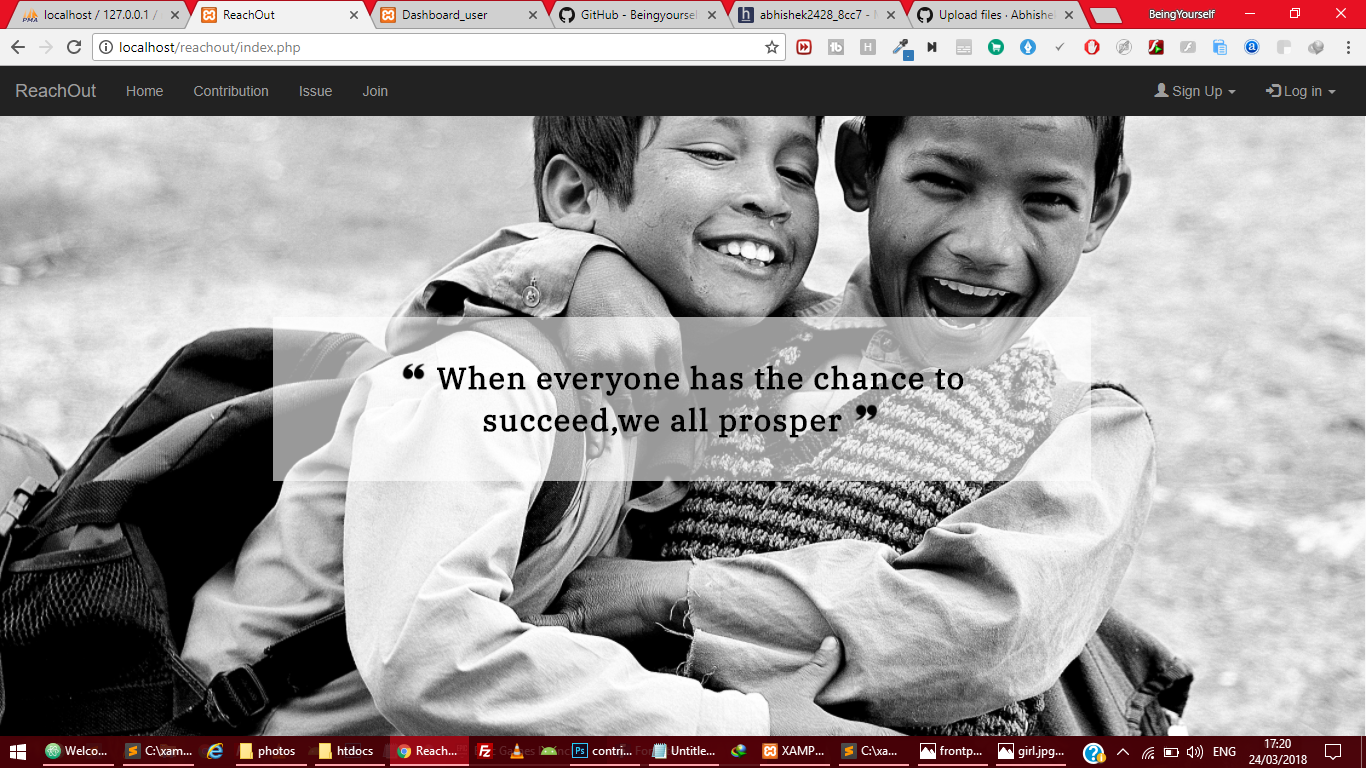 localhost / 127.0.0.1 /
ReachOut
Dashboard_user
GitHub - Beingyoursel
abhishek2428_8cc7 -
Upload files · Abhishe
BeingYourself
localhost/reachout/index.php
ReachOut
Home
Contribution
Issue
Join
Sign Up
Log in
❝ When everyone has the chance to
succeed,we all prosper ❞
Welco...
C:\xam...
photos
htdocs
Reach...
contri...
Untitle...
XAMP...
C:\xa...
frontp...
girl.jpg...
ENG
17:20
24/03/2018